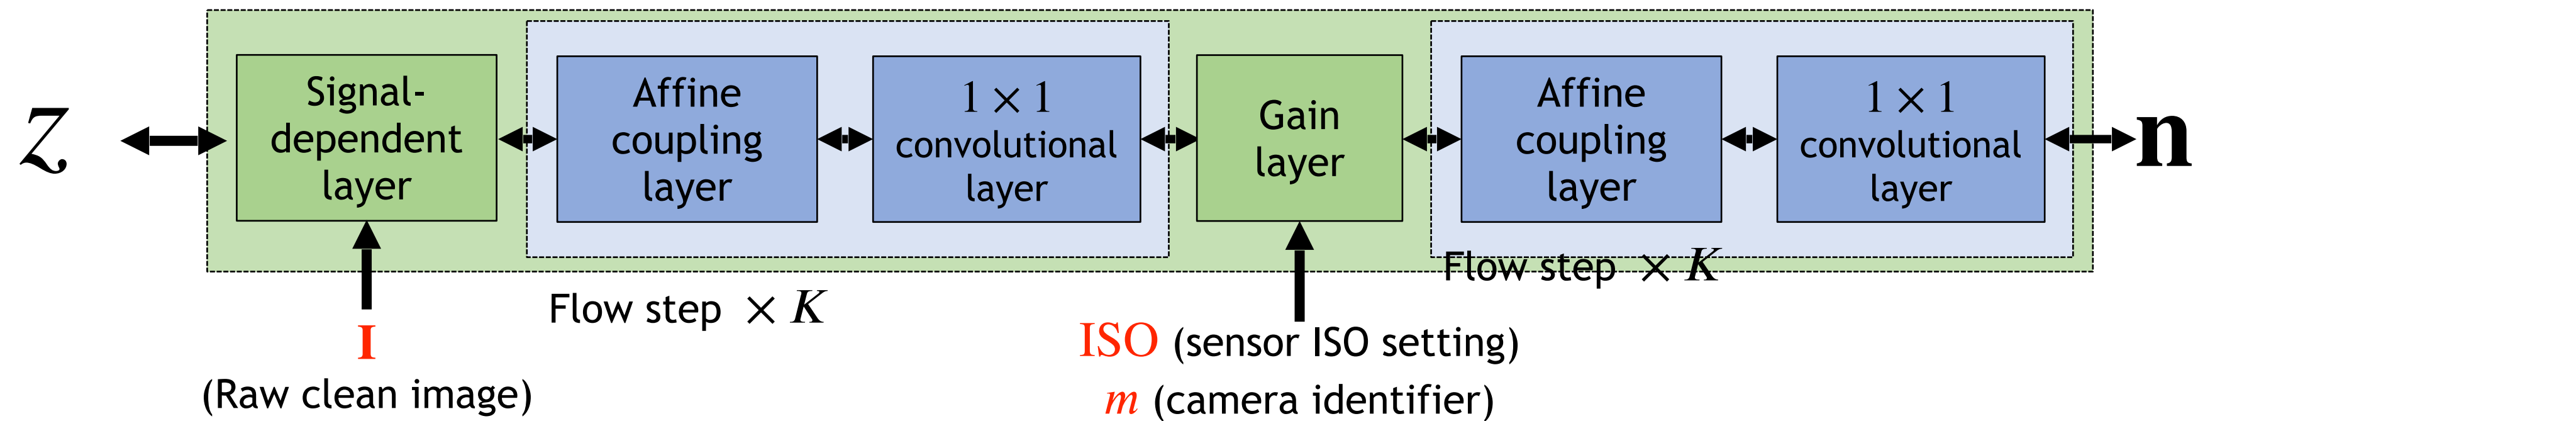 z
Signal-
dependent
layer
Affine
coupling
layer
1 × 1
convolutional
layer
Gain
layer
Affine
coupling
layer
1 × 1
convolutional
layer
n
Flow step × K
Flow step × K
I
(Raw clean image)
ISO (sensor ISO setting)
m (camera identifier)